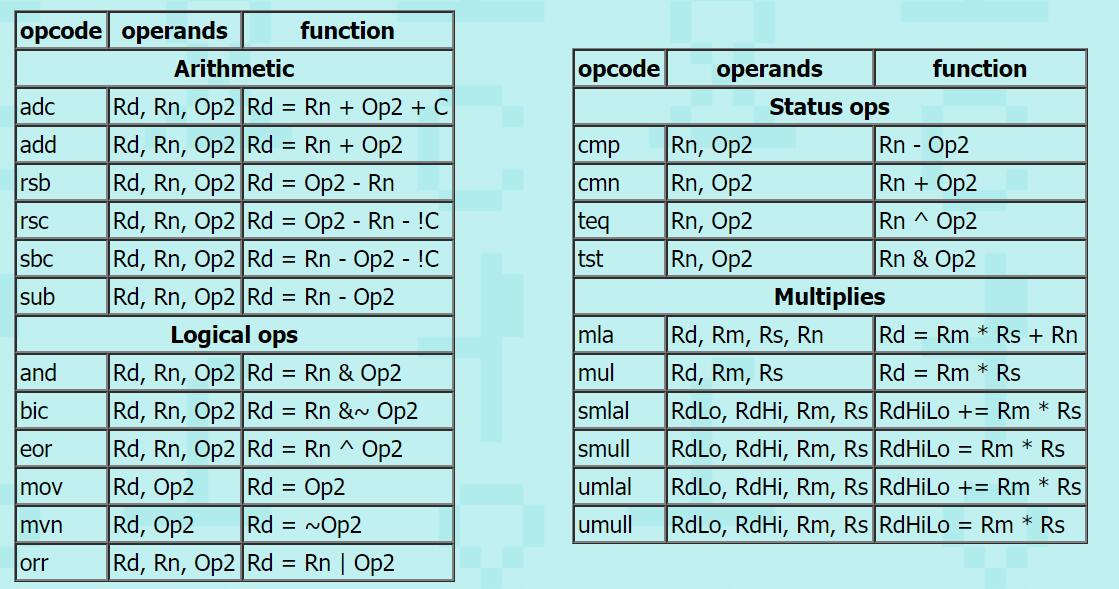 opcode operands function
Arithmetic
adc Rd, Rn, Op2 Rd = Rn + Op2 + C
add Rd, Rn, Op2 Rd = Rn + Op2
rsb Rd, Rn, Op2 Rd = Op2 - Rn
rsc Rd, Rn, Op2 Rd = Op2 - Rn - !C
sbc Rd, Rn, Op2 Rd = Rn - Op2 - !C
sub Rd, Rn, Op2 Rd = Rn - Op2
Logical ops
and Rd, Rn, Op2 Rd = Rn & Op2
bic Rd, Rn, Op2 Rd = Rn &~ Op2
eor Rd, Rn, Op2 Rd = Rn ^ Op2
mov Rd, Op2 Rd = Op2
mvn Rd, Op2 Rd = ~Op2
orr Rd, Rn, Op2 Rd = Rn | Op2
opcode operands function
Status ops
cmp Rn, Op2 Rn - Op2
cmn Rn, Op2 Rn + Op2
teq Rn, Op2 Rn ^ Op2
tst Rn, Op2 Rn & Op2
Multiplies
mla Rd, Rm, Rs, Rn Rd = Rm * Rs + Rn
mul Rd, Rm, Rs Rd = Rm * Rs
smlal RdLo, RdHi, Rm, Rs RdHiLo += Rm * Rs
smull RdLo, RdHi, Rm, Rs RdHiLo = Rm * Rs
umlal RdLo, RdHi, Rm, Rs RdHiLo += Rm * Rs
umull RdLo, RdHi, Rm, Rs RdHiLo = Rm * Rs